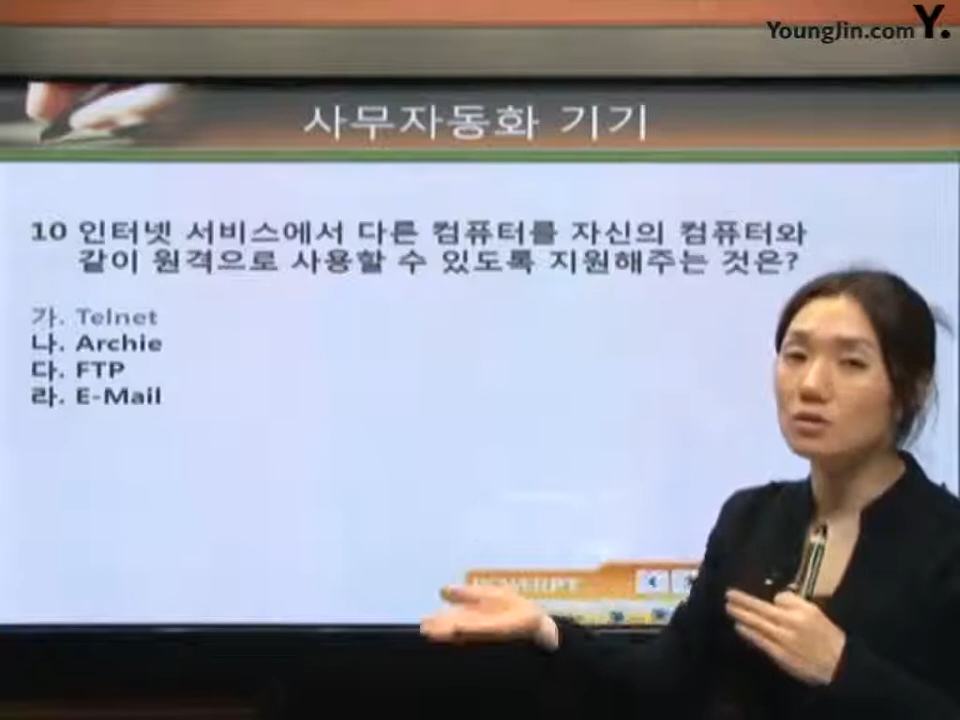 YoungJin.com Y.
사무자동화 기기
10 인터넷 서비스에서 다른 컴퓨터를 자신의 컴퓨터와
같이 원격으로 사용할 수 있도록 지원해주는 것은?
가. Telnet
나. Archie
다. FTP
라. E-Mail